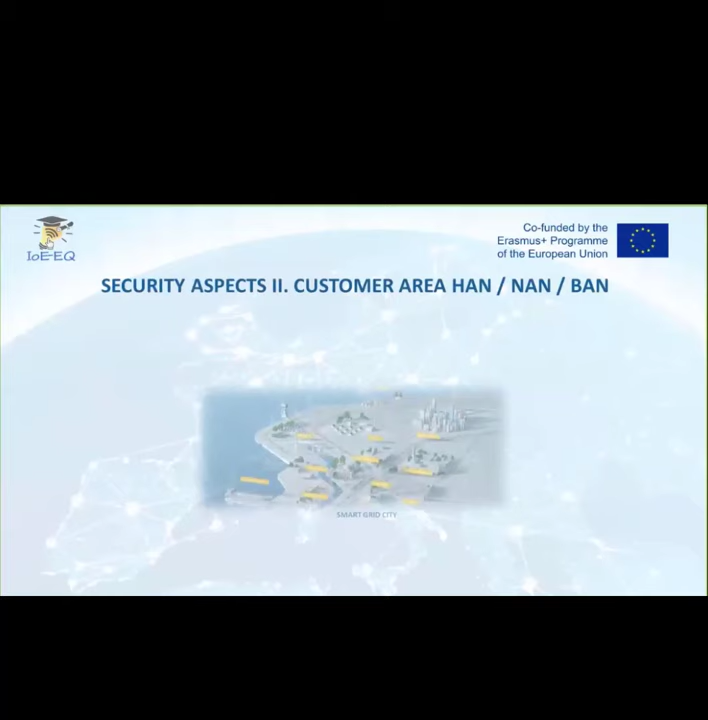 IoE-EQ
Co-funded by the
Erasmus+ Programme
of the European Union
SECURITY ASPECTS II. CUSTOMER AREA HAN / NAN / BAN
SMART GRID CITY